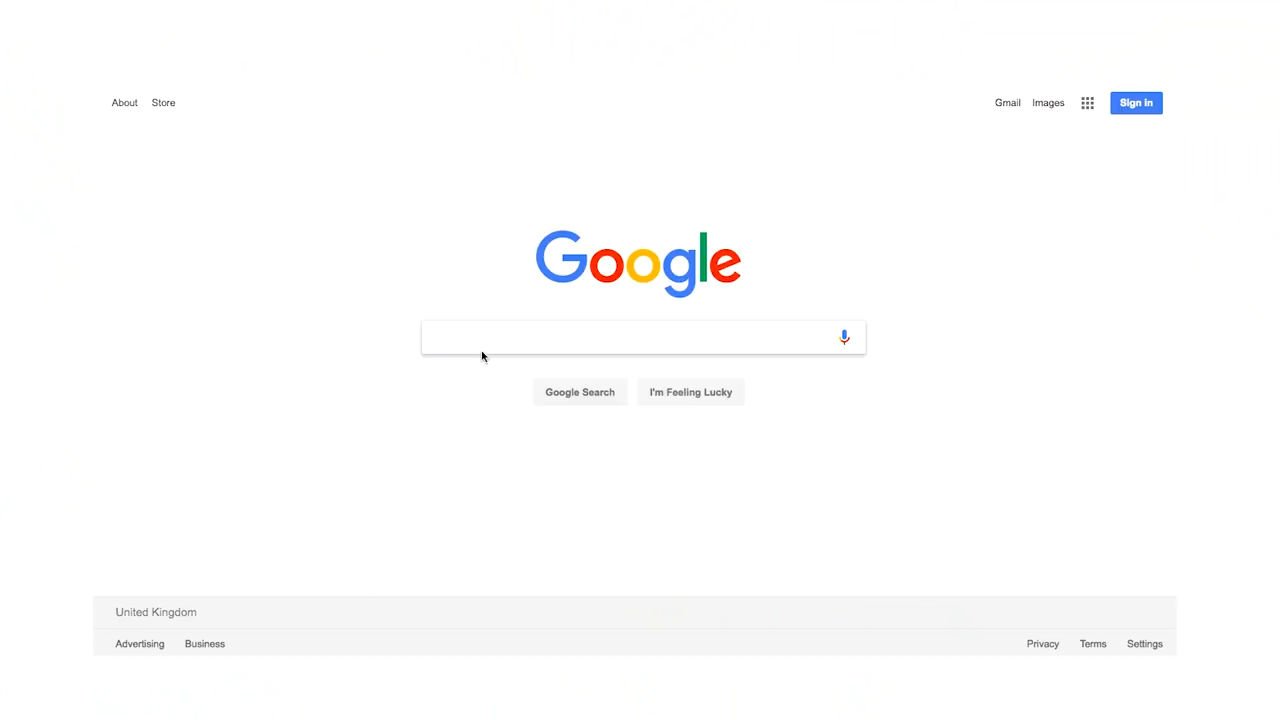 About Store
Gmail Images Sign in
Google
Google Search I'm Feeling Lucky
United Kingdom
Advertising Business
Privacy Terms Settings